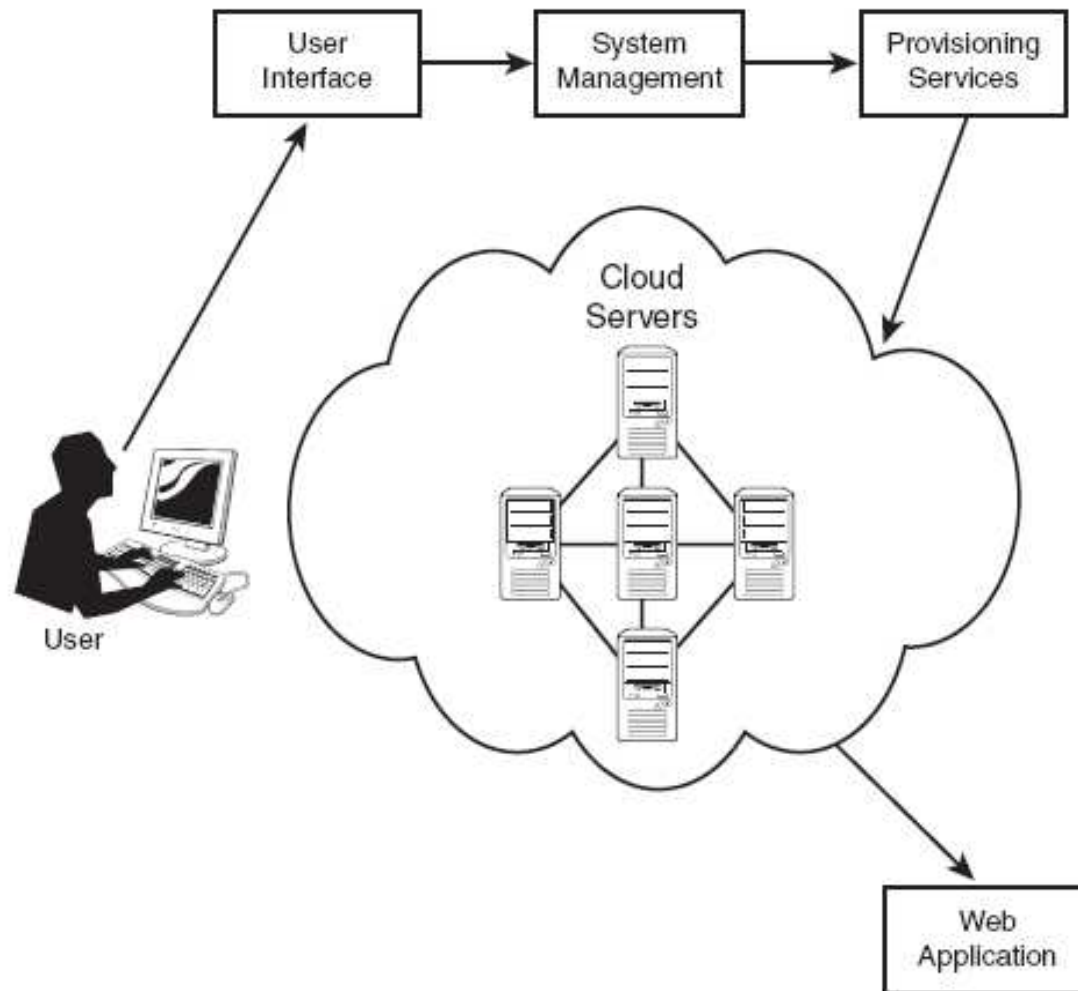 User
Interface
System
Management
Provisioning
Services
Cloud
Servers
User
Web
Application